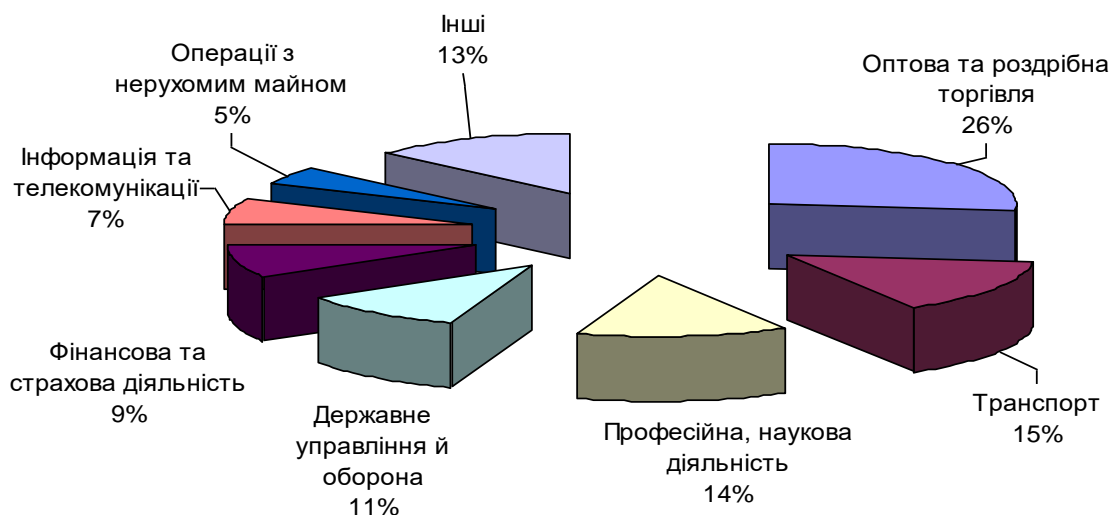 Інші
13%
Операції з
нерухомим майном
5%
Оптова та роздрібна
торгівля
26%
Інформація та
телекомунікації
7%
Фінансова та
страхова діяльність
9%
Державне
управління й
оборона
11%
Професійна, наукова
діяльність
14%
Транспорт
15%